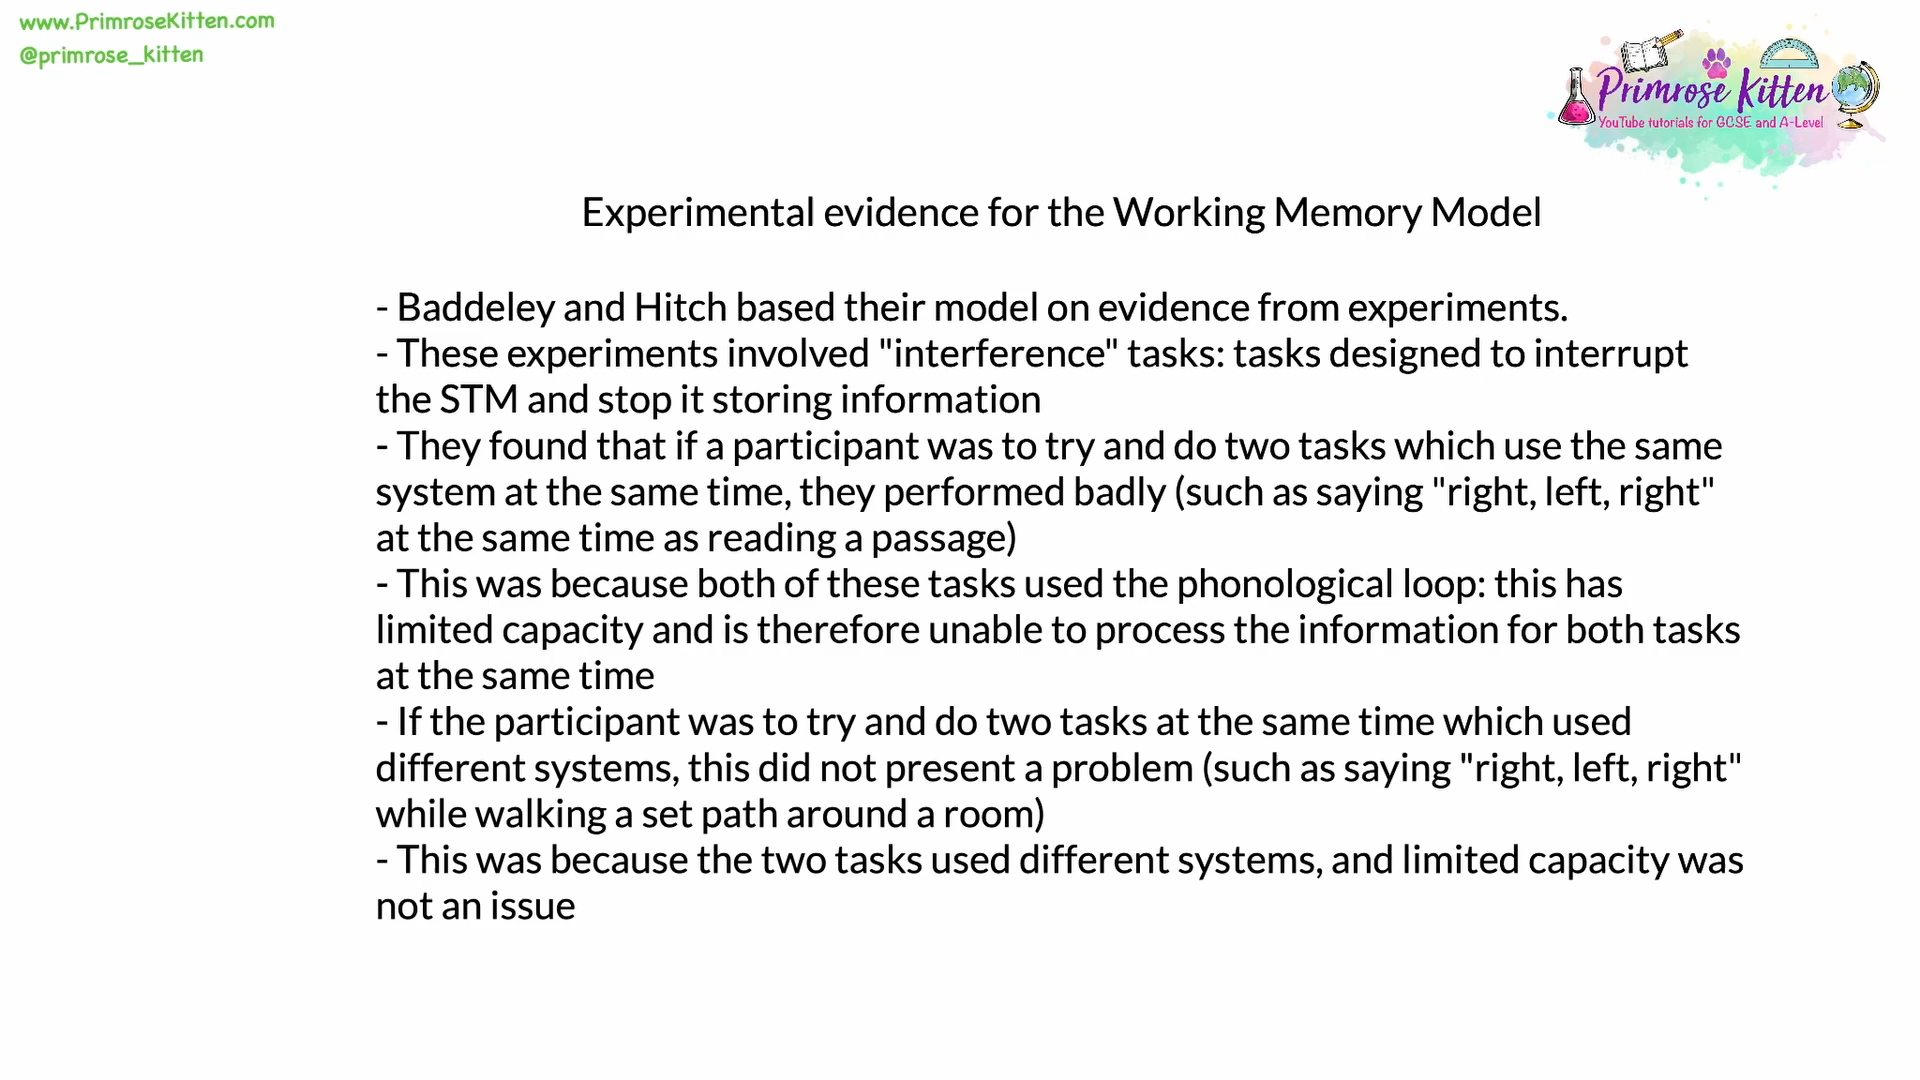 www.PrimroseKitten.com
@primrose_kitten
Primrose Kitten
YouTube tutorials for GCSE and A-Level
Experimental evidence for the Working Memory Model
- Baddeley and Hitch based their model on evidence from experiments.
- These experiments involved "interference" tasks: tasks designed to interrupt
the STM and stop it storing information
- They found that if a participant was to try and do two tasks which use the same
system at the same time, they performed badly (such as saying "right, left, right"
at the same time as reading a passage)
- This was because both of these tasks used the phonological loop: this has
limited capacity and is therefore unable to process the information for both tasks
at the same time
- If the participant was to try and do two tasks at the same time which used
different systems, this did not present a problem (such as saying "right, left, right"
while walking a set path around a room)
- This was because the two tasks used different systems, and limited capacity was
not an issue